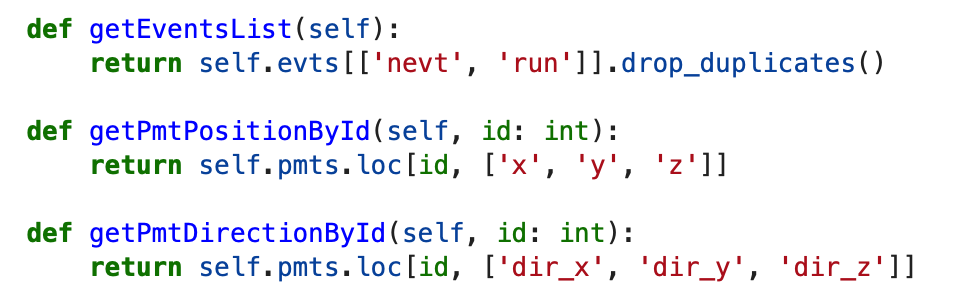 def getEventsList(self):
    return self.evts[['nevt', 'run']].drop_duplicates()

def getPmtPositionById(self, id: int):
    return self.pmts.loc[id, ['x', 'y', 'z']]

def getPmtDirectionById(self, id: int):
    return self.pmts.loc[id, ['dir_x', 'dir_y', 'dir_z']]